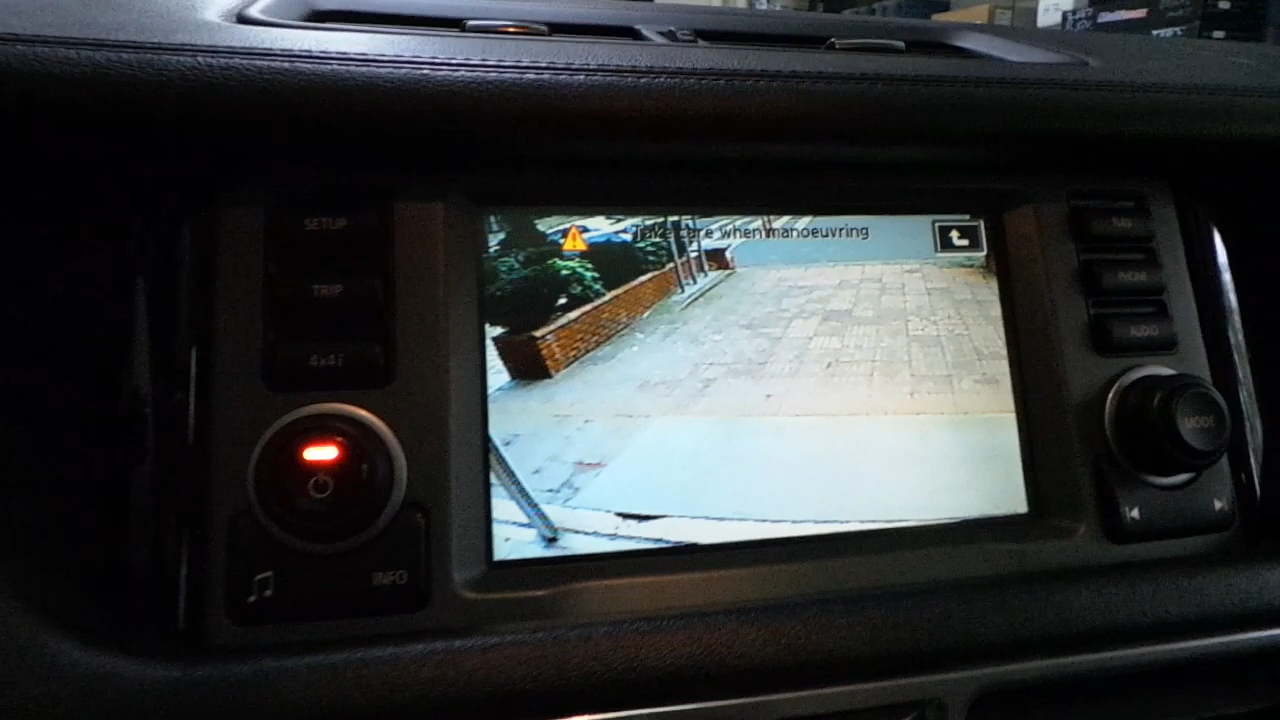 Take care when manoeuvring
SETUP
TRIP
4x4i
INFO
NAV
PHONE
AUDIO
MODE